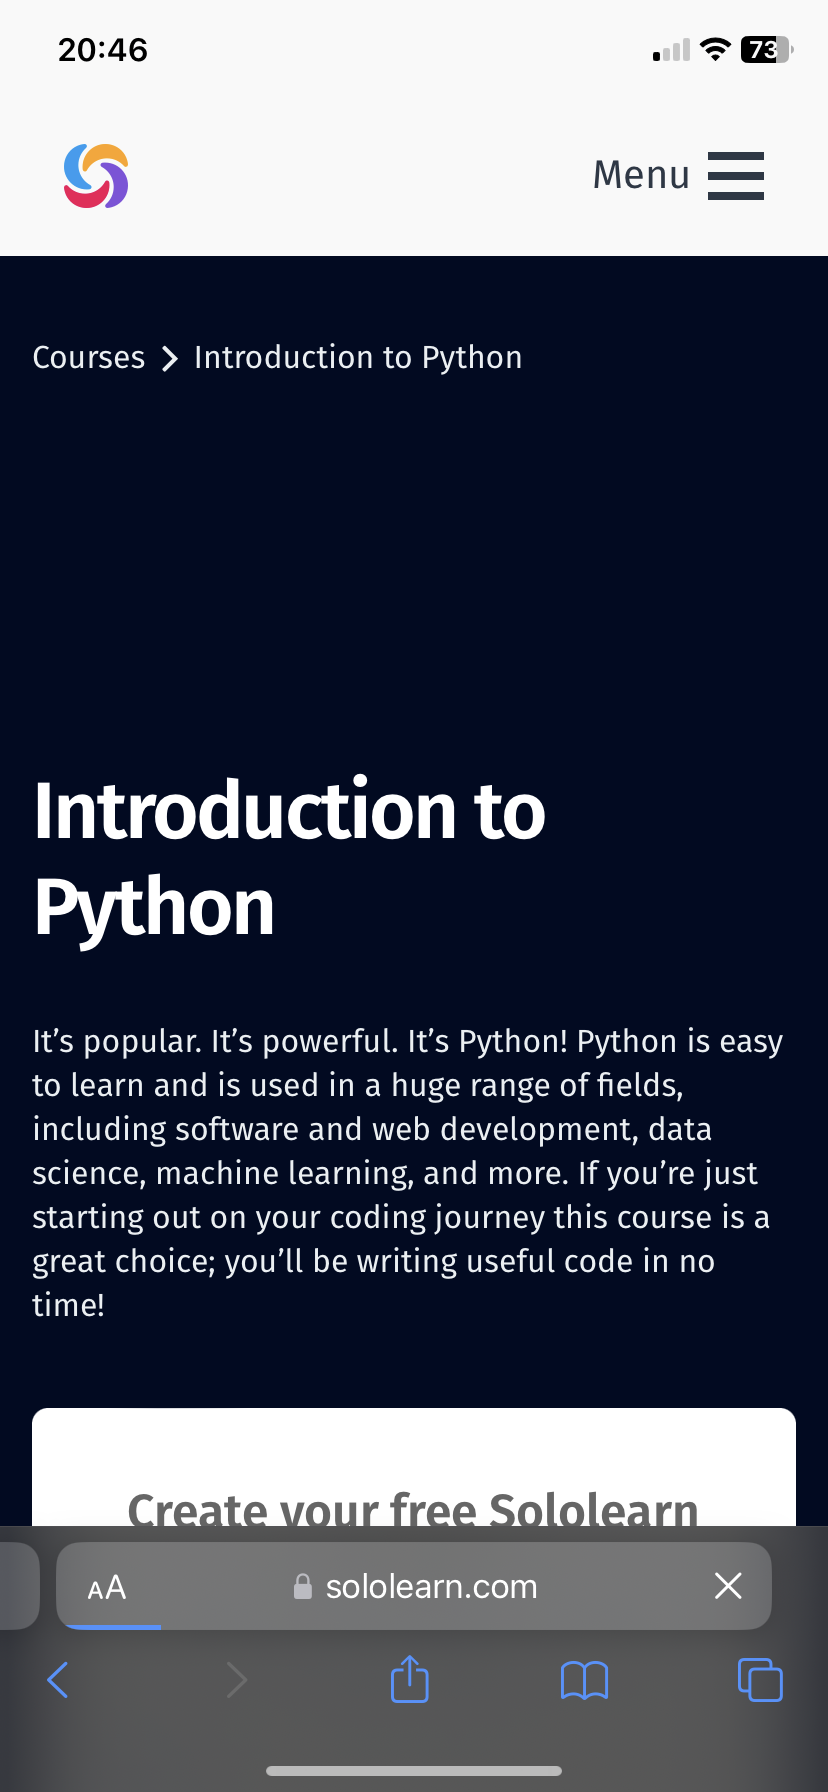 20:46
73
Menu
Courses > Introduction to Python
Introduction to
Python
It’s popular. It’s powerful. It’s Python! Python is easy
to learn and is used in a huge range of fields,
including software and web development, data
science, machine learning, and more. If you’re just
starting out on your coding journey this course is a
great choice; you’ll be writing useful code in no
time!
Create your free Sololearn
AA
sololearn.com